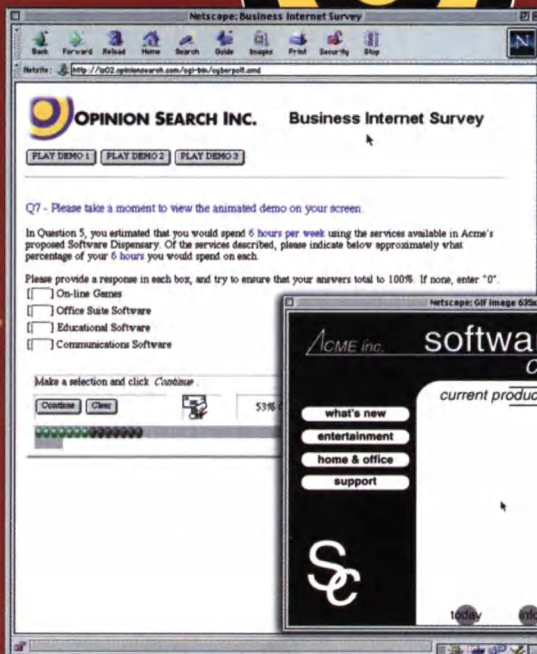 Netscape: Business Internet Survey
Back Forward Reload Home Search Guide Images Print Security Stop
N
Netsite:
OPINION SEARCH INC. Business Internet Survey
PLAY DEMO 1 PLAY DEMO 2 PLAY DEMO 3
Q7 - Please take a moment to view the animated demo on your screen.
In Question 5, you estimated that you would spend 6 hours per week using the services available in Acme's
proposed Software Dispensary. Of the services described, please indicate below approximately what
percentage of your 6 hours you would spend on each.
Please provide a response in each box, and try to ensure that your answers total to 100%. If none, enter "0".
[ ] On-line Games
[ ] Office Suite Software
[ ] Educational Software
[ ] Communications Software
Make a selection and click Continue.
Continue Clear 53%
Netscape: GIF image 635x
ACME inc. softwa
current produc
what's new
entertainment
home & office
support
Sc
today info